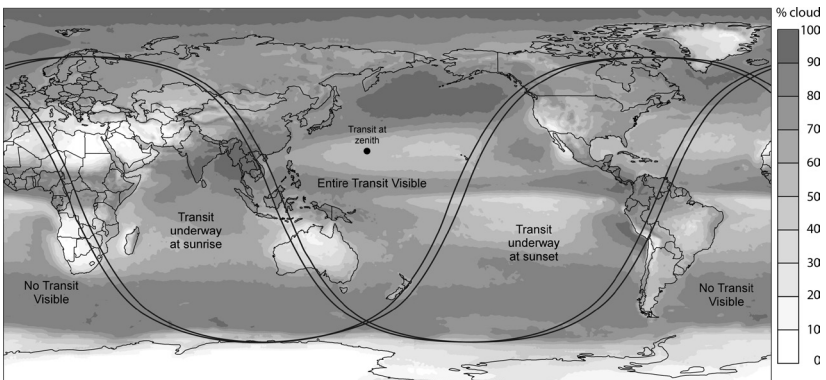 % cloud
100
90
80
70
60
50
40
30
20
10
0
Transit at
zenith
Entire Transit Visible
Transit
underway
at sunrise
Transit
underway
at sunset
No Transit
Visible
No Transit
Visible